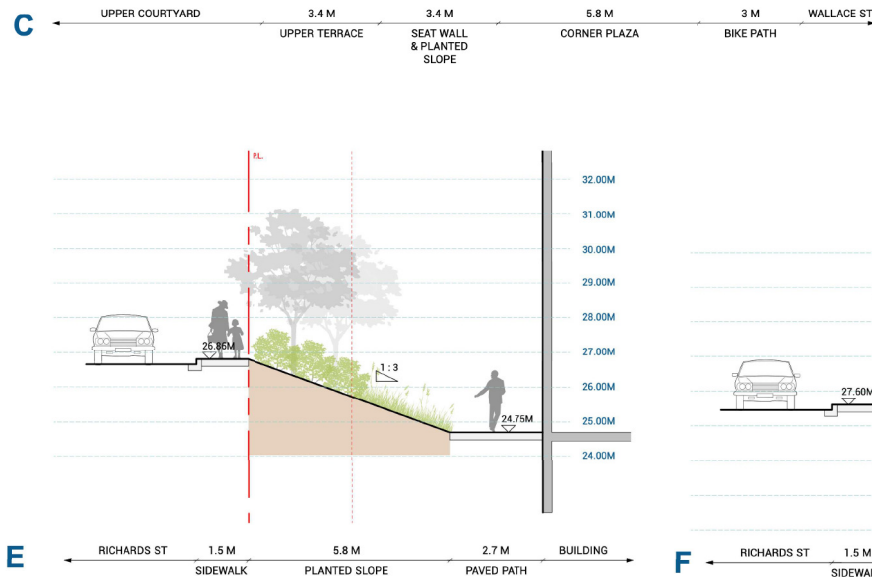 C
UPPER COURTYARD 3.4 M 3.4 M 5.8 M 3 M WALLACE ST
UPPER TERRACE SEAT WALL CORNER PLAZA BIKE PATH
& PLANTED
SLOPE
P.L.
32.00M
31.00M
30.00M
29.00M
28.00M
27.00M
26.00M
25.00M
24.00M
26.86M
1 : 3
24.75M
27.60M
E
RICHARDS ST 1.5 M 5.8 M 2.7 M BUILDING
SIDEWALK PLANTED SLOPE PAVED PATH
F
RICHARDS ST 1.5 M
SIDEWAL